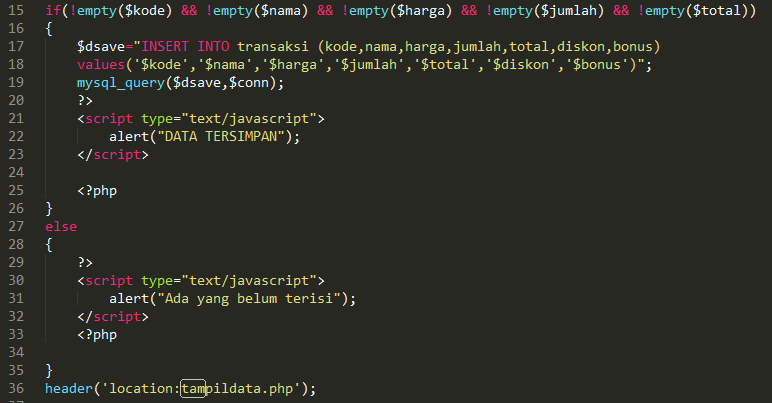 15 if(!empty($kode) && !empty($nama) && !empty($harga) && !empty($jumlah) && !empty($total))
16 {
17     $dsave="INSERT INTO transaksi (kode,nama,harga,jumlah,total,diskon,bonus)
18     values('$kode','$nama','$harga','$jumlah','$total','$diskon','$bonus')";
19     mysql_query($dsave,$conn);
20     ?>
21     <script type="text/javascript">
22         alert("DATA TERSIMPAN");
23     </script>
24
25     <?php
26 }
27 else
28 {
29     ?>
30     <script type="text/javascript">
31         alert("Ada yang belum terisi");
32     </script>
33     <?php
34
35 }
36 header('location:tampildata.php');